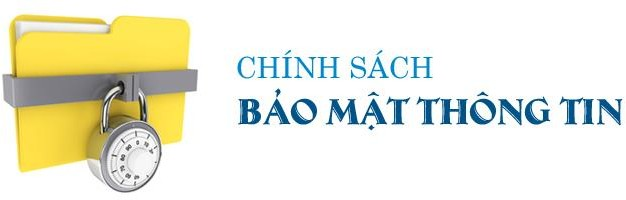 CHÍNH SÁCH
BẢO MẬT THÔNG TIN